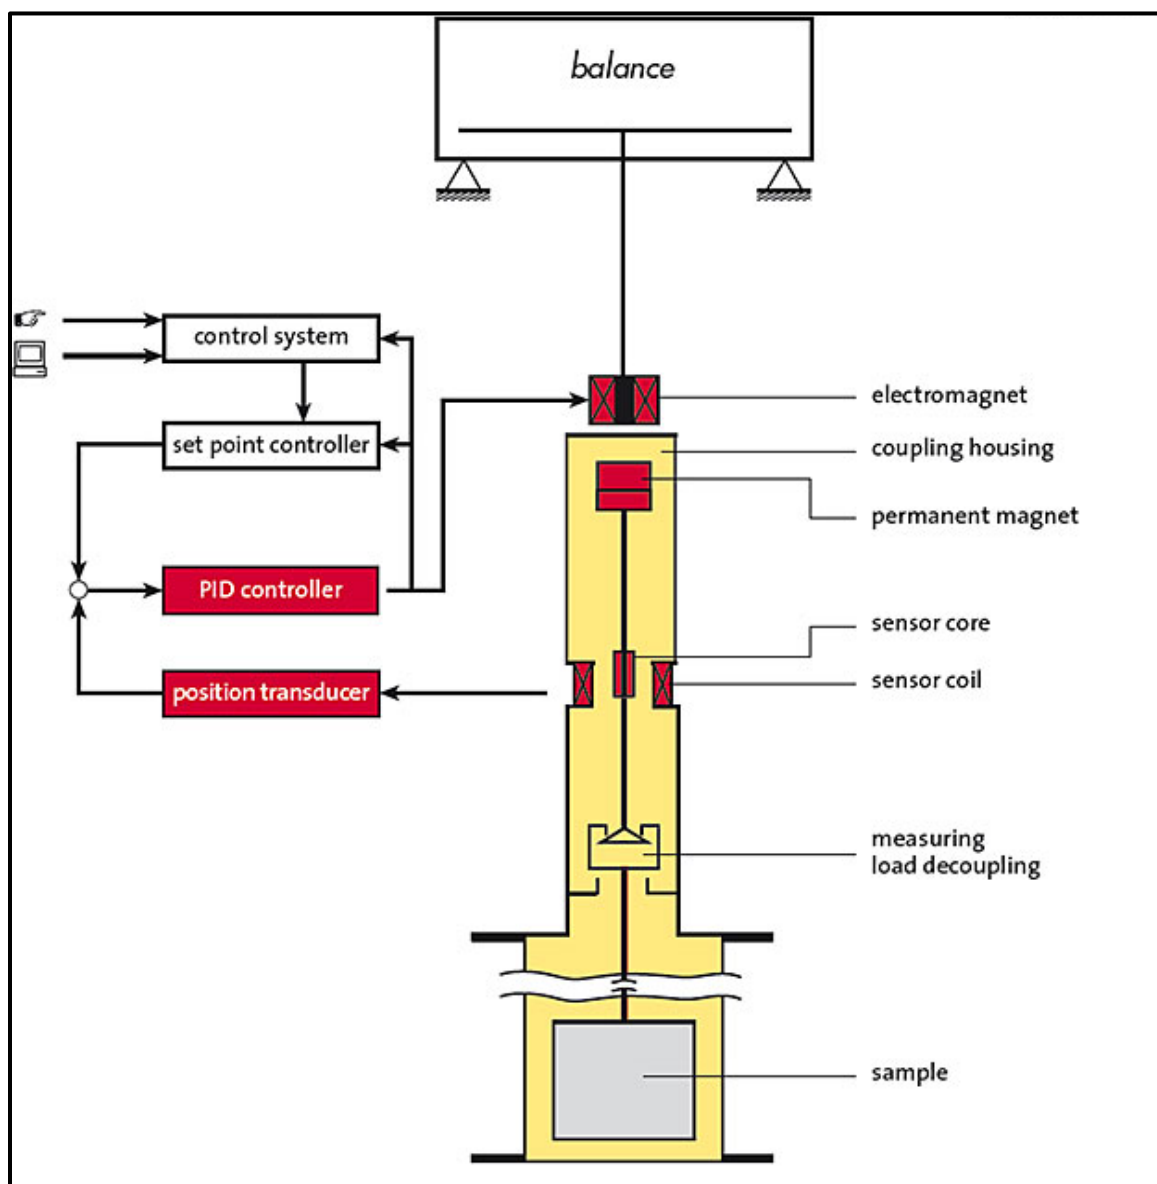 balance
control system
set point controller
PID controller
position transducer
electromagnet
coupling housing
permanent magnet
sensor core
sensor coil
measuring
load decoupling
sample